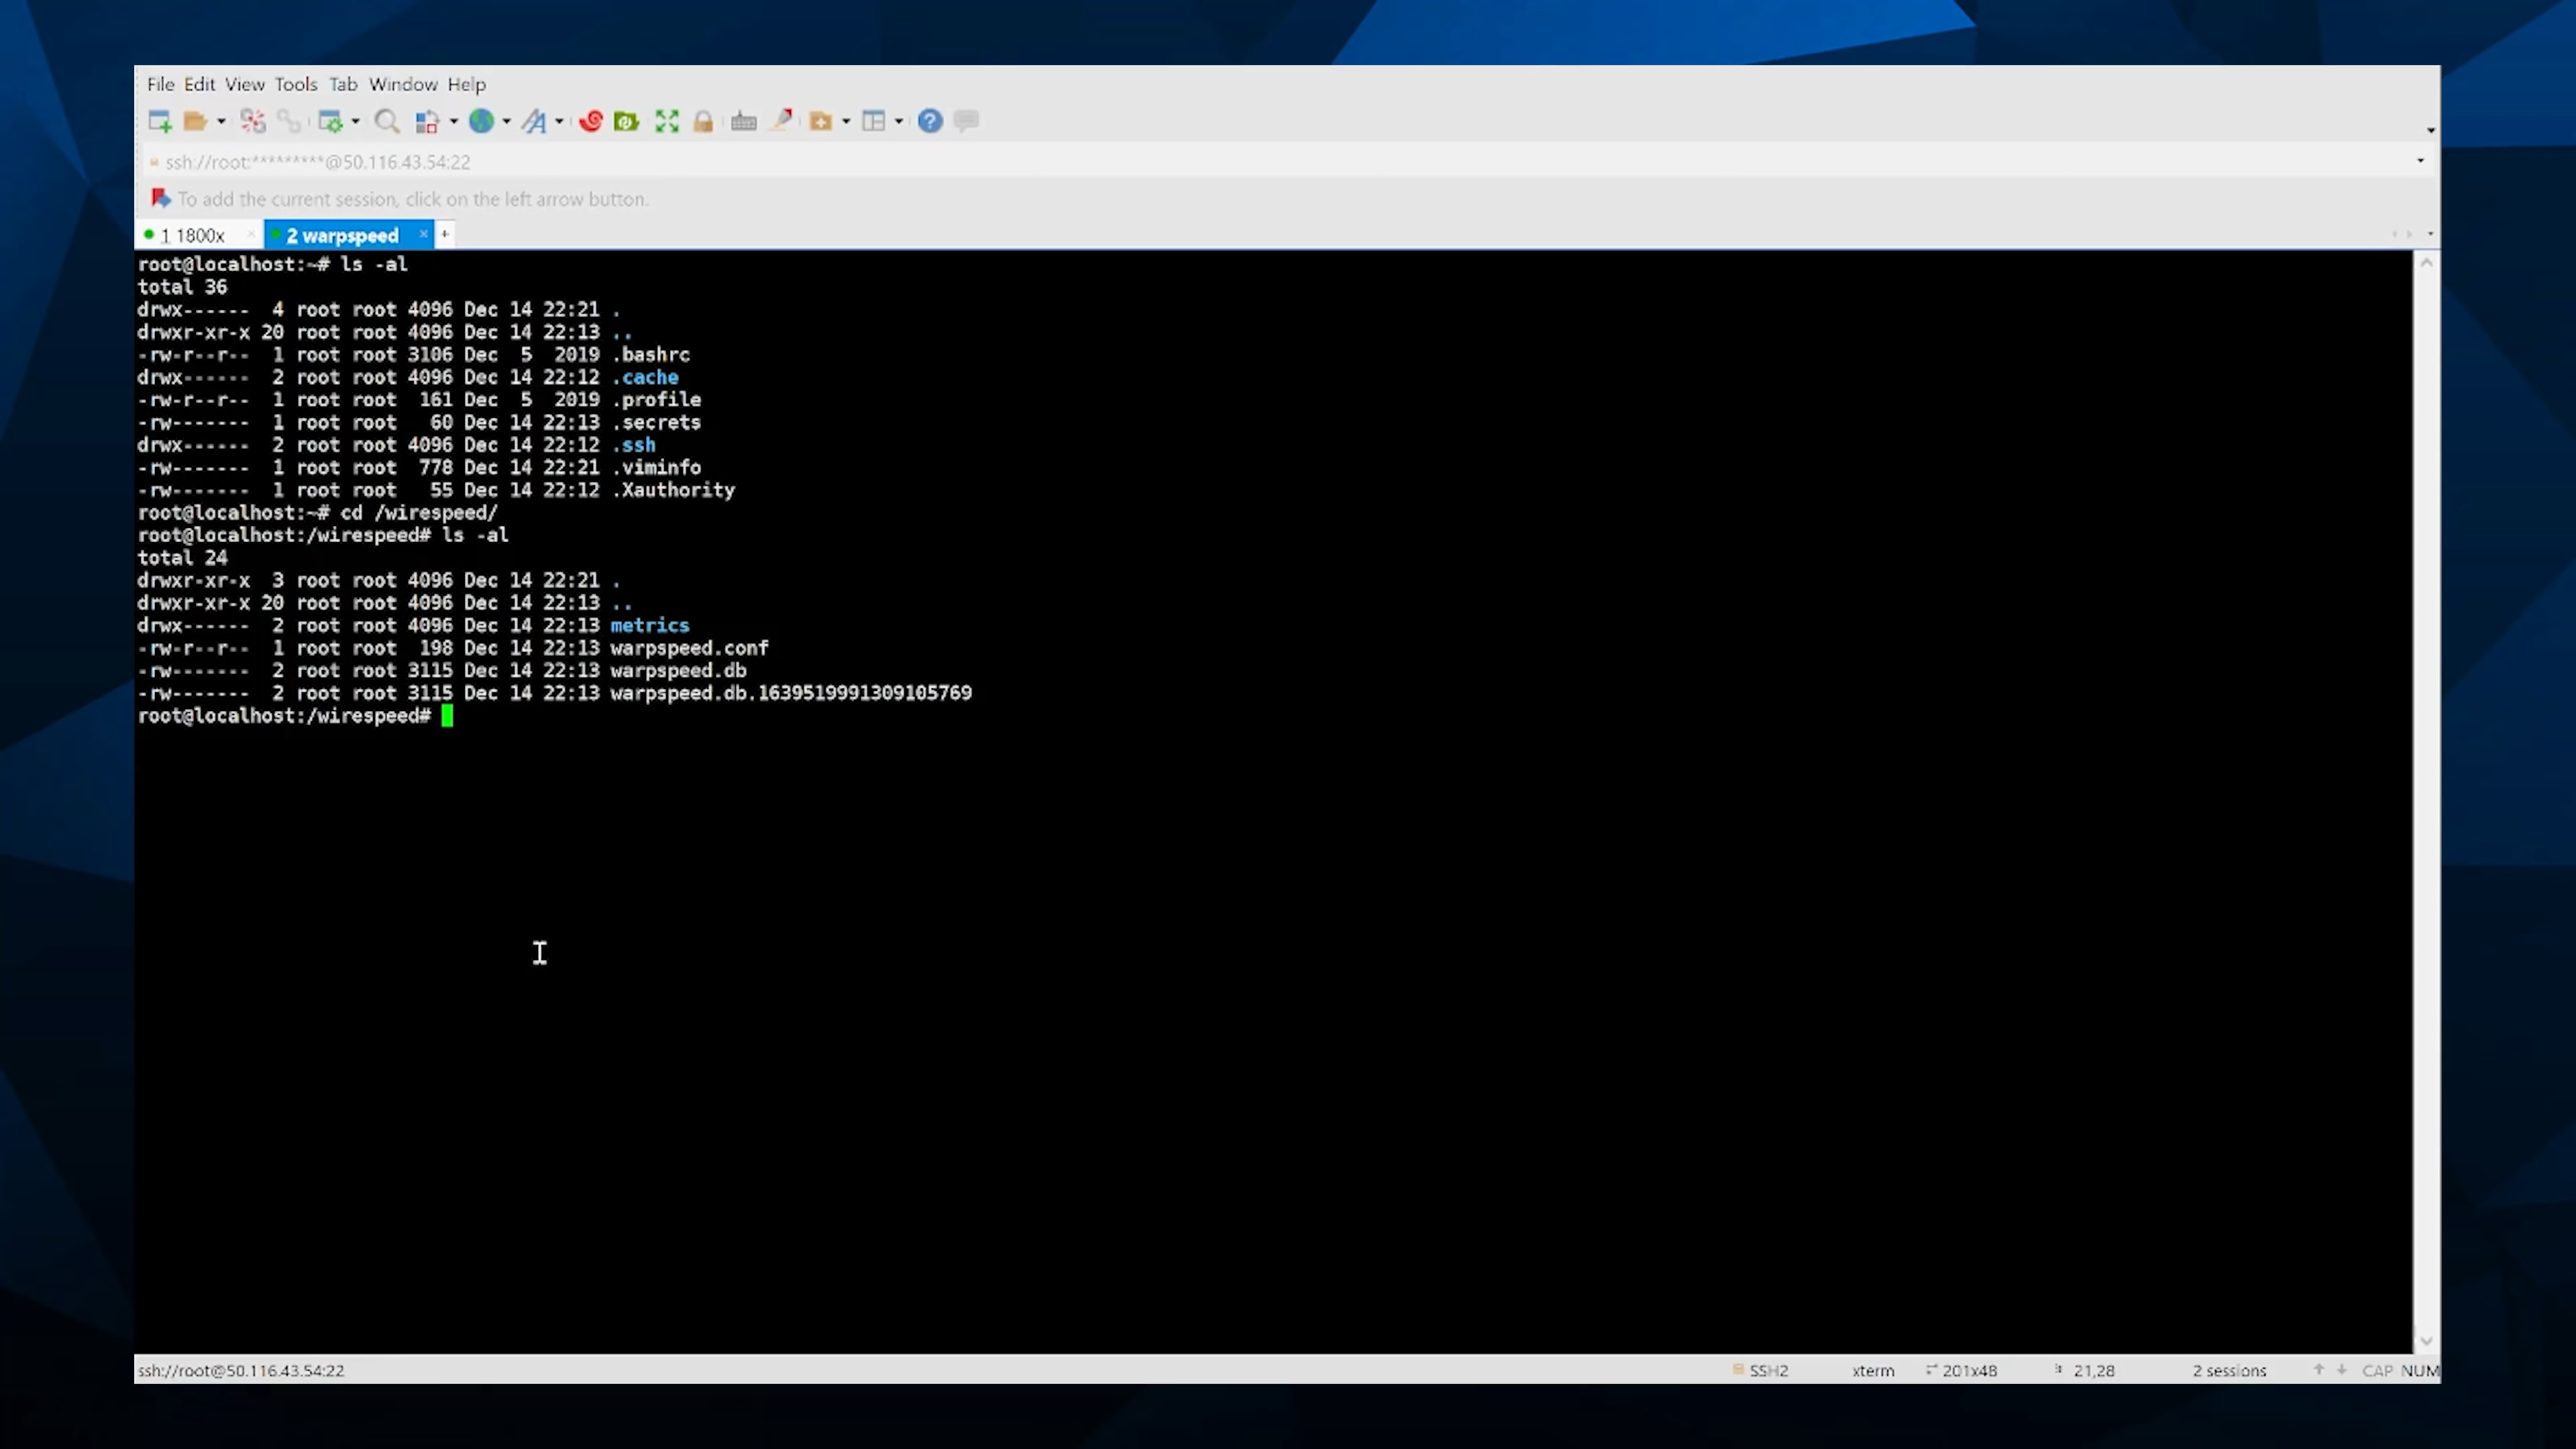 File Edit View Tools Tab Window Help
ssh://root:*********@50.116.43.54:22
To add the current session, click on the left arrow button.
1 1800x × 2 warpspeed × +
root@localhost:~# ls -al
total 36
drwx------  4 root root 4096 Dec 14 22:21 .
drwxr-xr-x 20 root root 4096 Dec 14 22:13 ..
-rw-r--r--  1 root root 3106 Dec  5  2019 .bashrc
drwx------  2 root root 4096 Dec 14 22:12 .cache
-rw-r--r--  1 root root  161 Dec  5  2019 .profile
-rw-------  1 root root   60 Dec 14 22:13 .secrets
drwx------  2 root root 4096 Dec 14 22:12 .ssh
-rw-------  1 root root  778 Dec 14 22:21 .viminfo
-rw-------  1 root root   55 Dec 14 22:12 .Xauthority
root@localhost:~# cd /wirespeed/
root@localhost:/wirespeed# ls -al
total 24
drwxr-xr-x  3 root root 4096 Dec 14 22:21 .
drwxr-xr-x 20 root root 4096 Dec 14 22:13 ..
drwx------  2 root root 4096 Dec 14 22:13 metrics
-rw-r--r--  1 root root  198 Dec 14 22:13 warpspeed.conf
-rw-------  2 root root 3115 Dec 14 22:13 warpspeed.db
-rw-------  2 root root 3115 Dec 14 22:13 warpspeed.db.1639519991309105769
root@localhost:/wirespeed#
ssh://root@50.116.43.54:22 SSH2 xterm 201x48 21,28 2 sessions CAP NUM